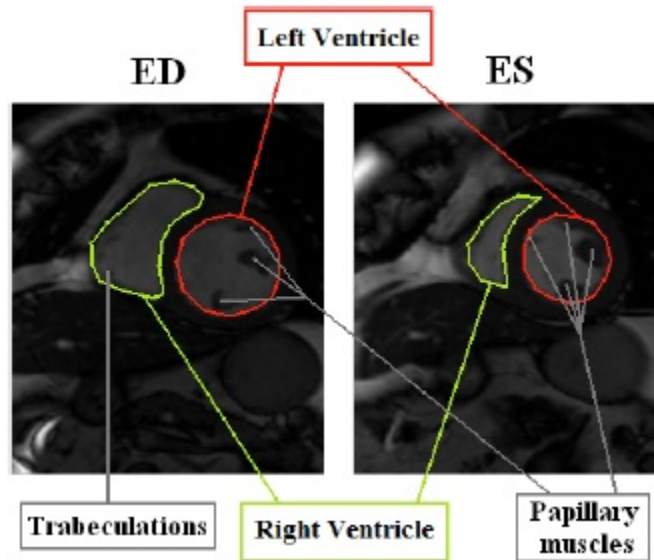 Left Ventricle
ED
ES
Trabeculations
Right Ventricle
Papillary
muscles